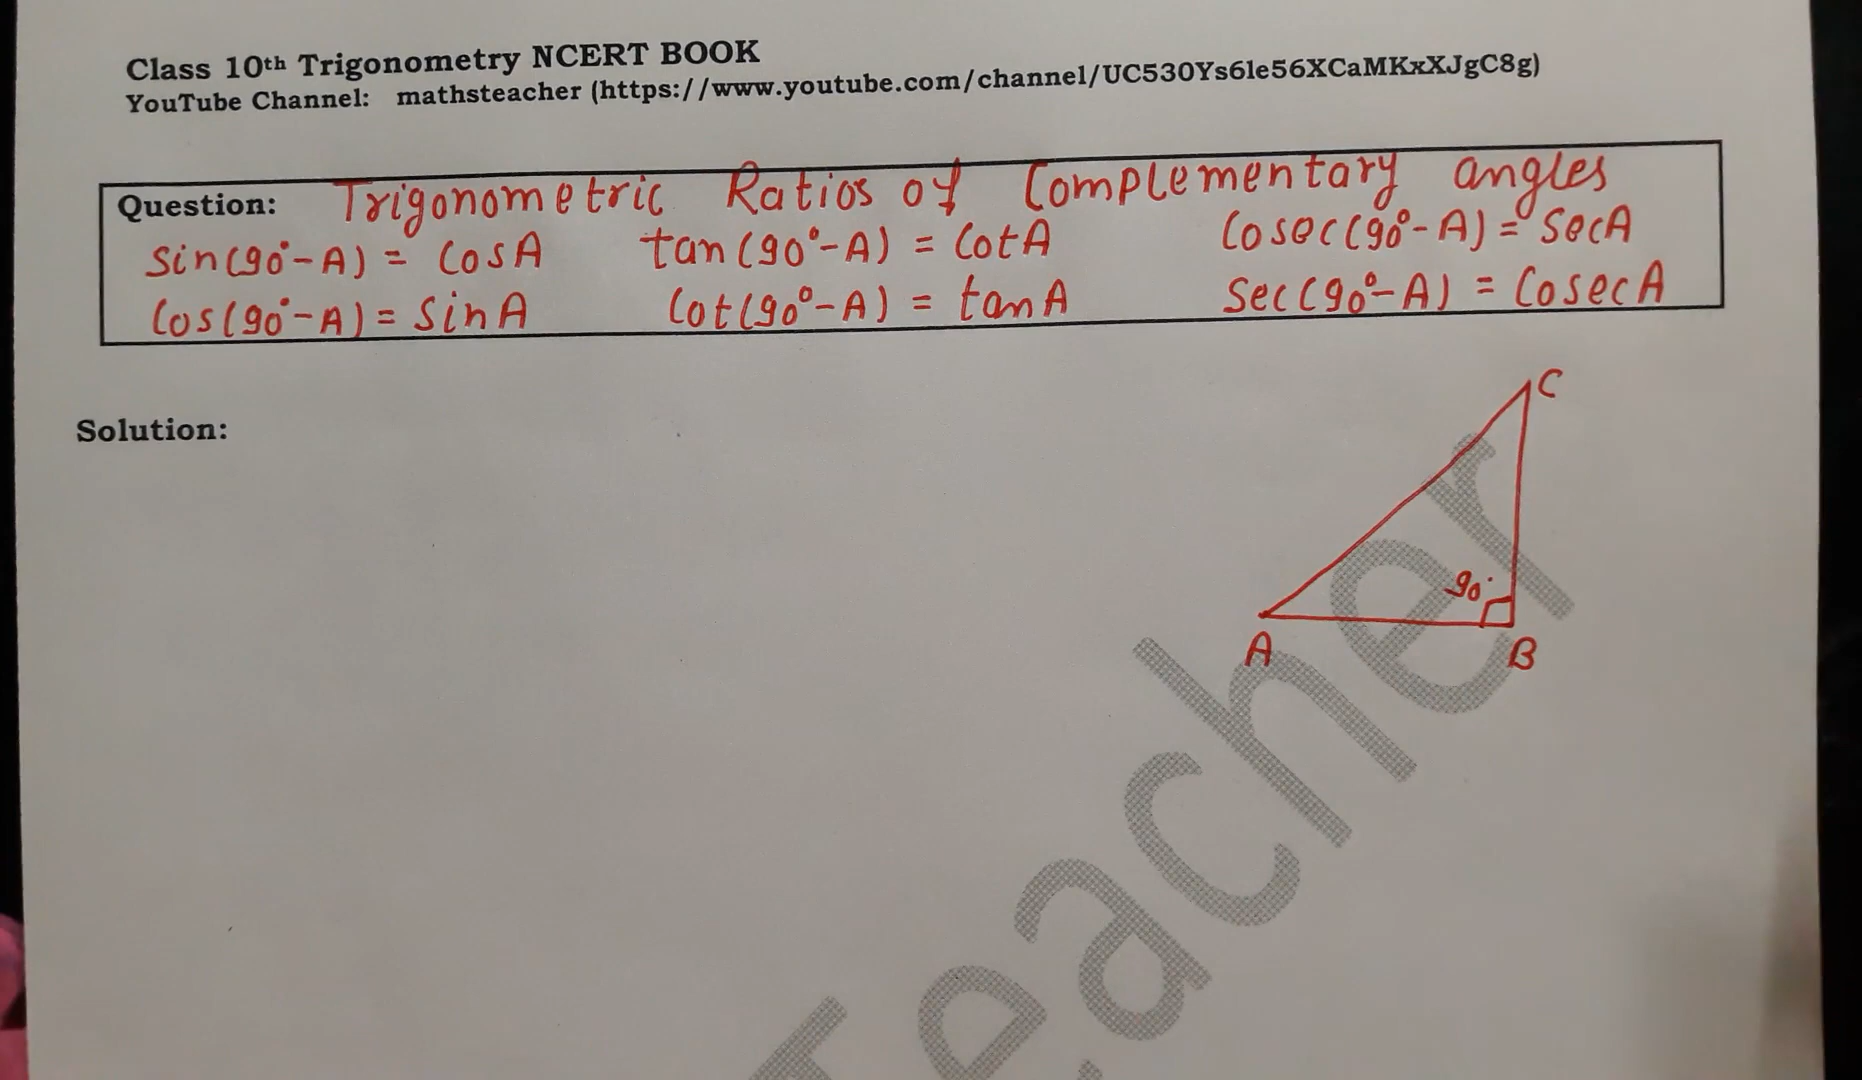 Class 10th Trigonometry NCERT BOOK
YouTube Channel: mathsteacher (https://www.youtube.com/channel/UC530Ys6le56XCaMKxXJgC8g)
Question: Trigonometric Ratios of Complementary angles
sin(90°-A) = CosA tan(90°-A) = CotA Cosec(90°-A) = SecA
Cos(90°-A) = SinA Cot(90°-A) = tanA Sec(90°-A) = CosecA
Solution:
C
90°
A
B
Teacher